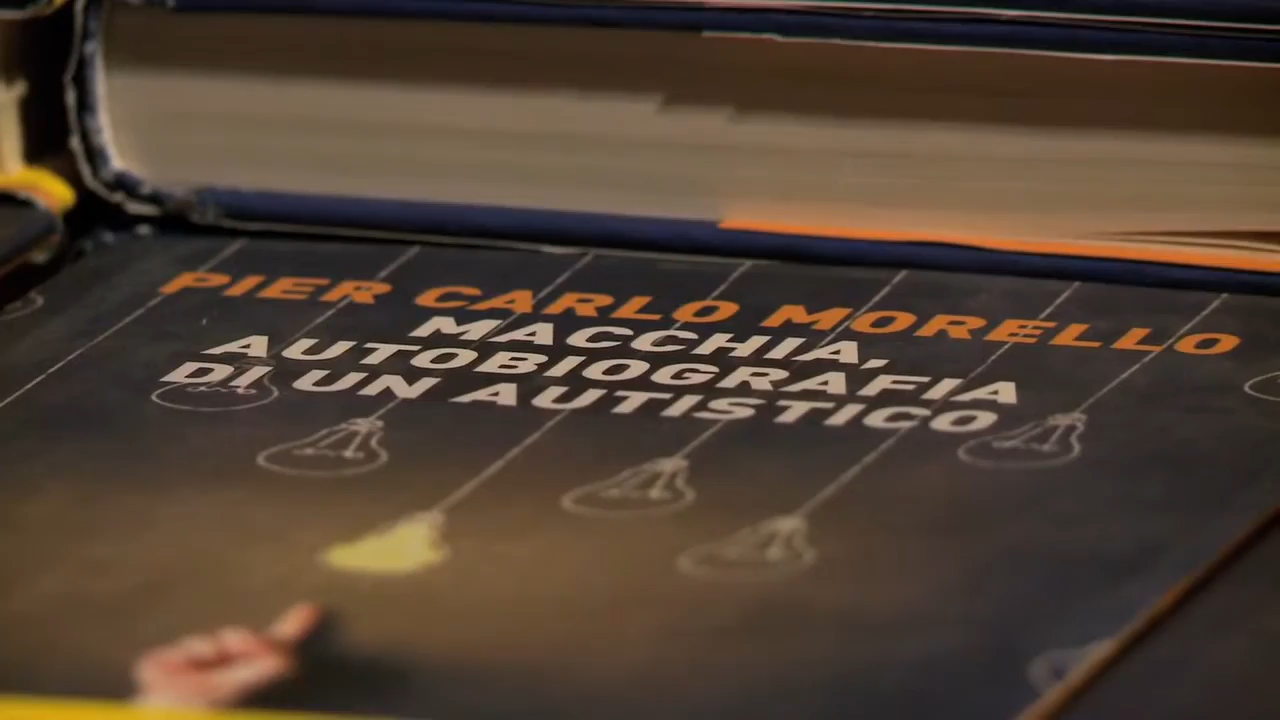 PIER CARLO MORELLO
MACCHIA,
AUTOBIOGRAFIA
DI UN AUTISTICO